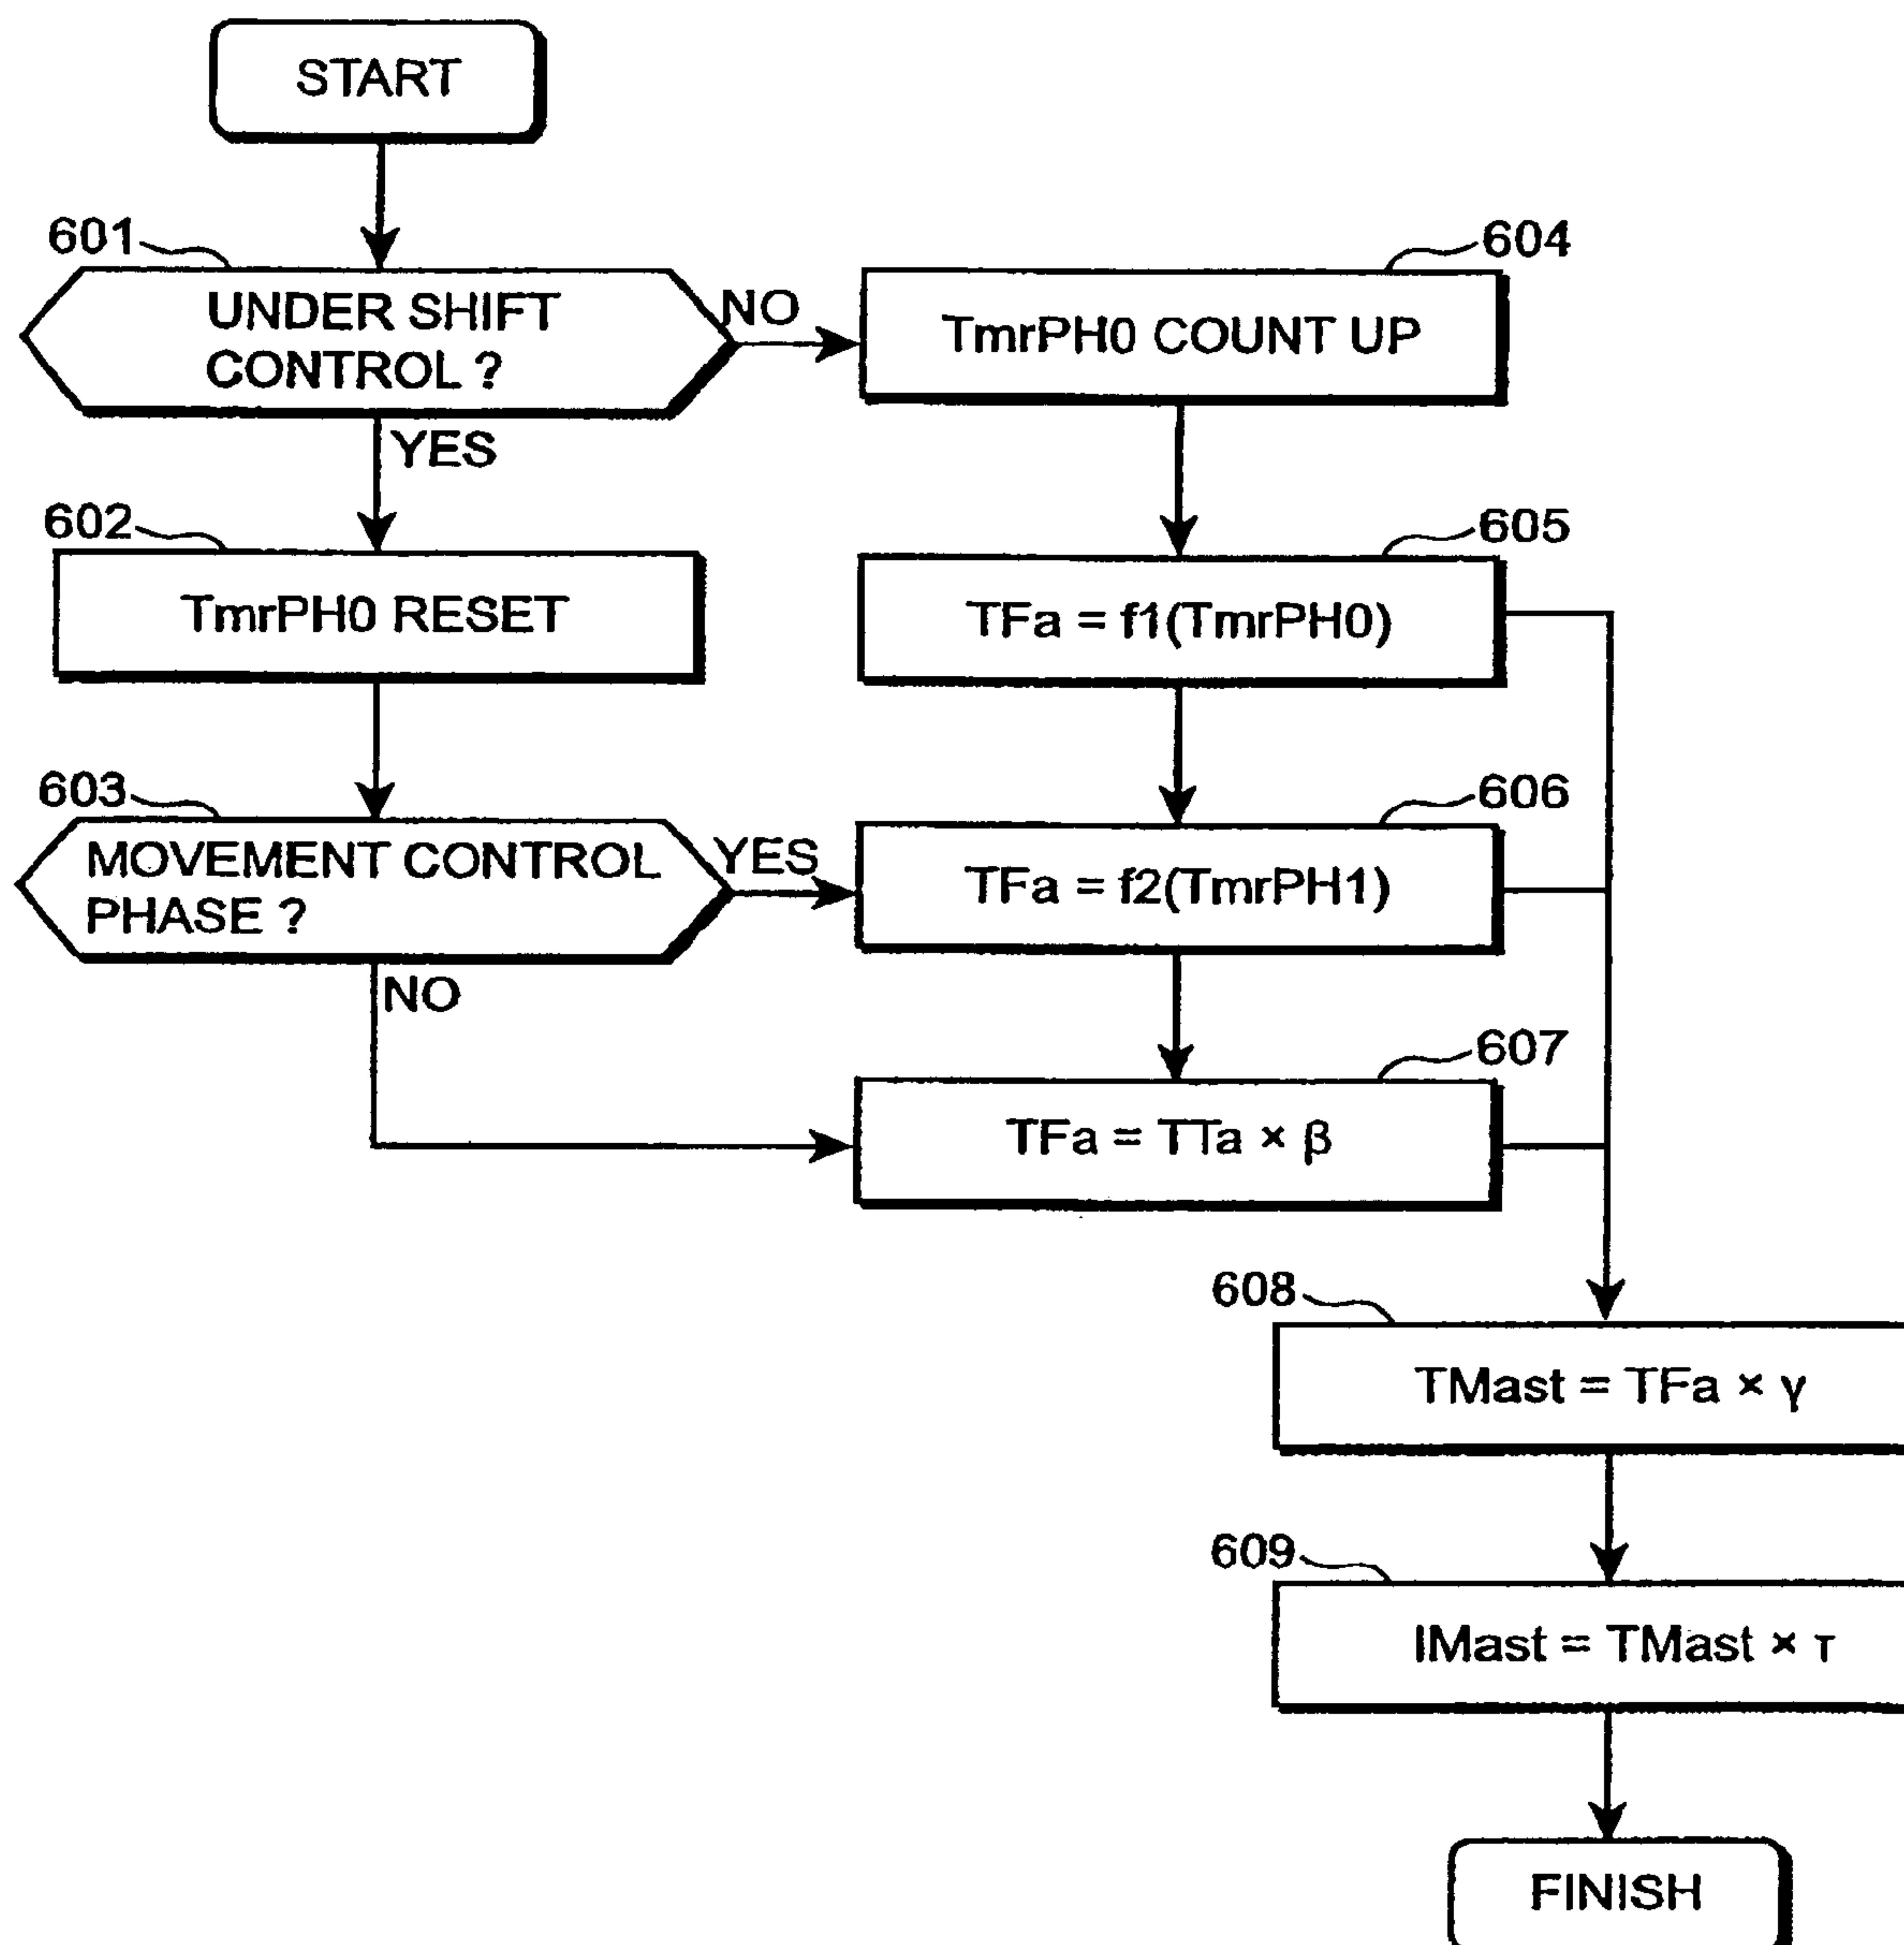 START
601
UNDER SHIFT
CONTROL ?
NO
YES
604
TmrPH0 COUNT UP
602
TmrPH0 RESET
605
TFa = f1(TmrPH0)
603
MOVEMENT CONTROL
PHASE ?
YES
NO
606
TFa = f2(TmrPH1)
607
TFa = TTa × β
608
TMast = TFa × γ
609
IMast = TMast × τ
FINISH